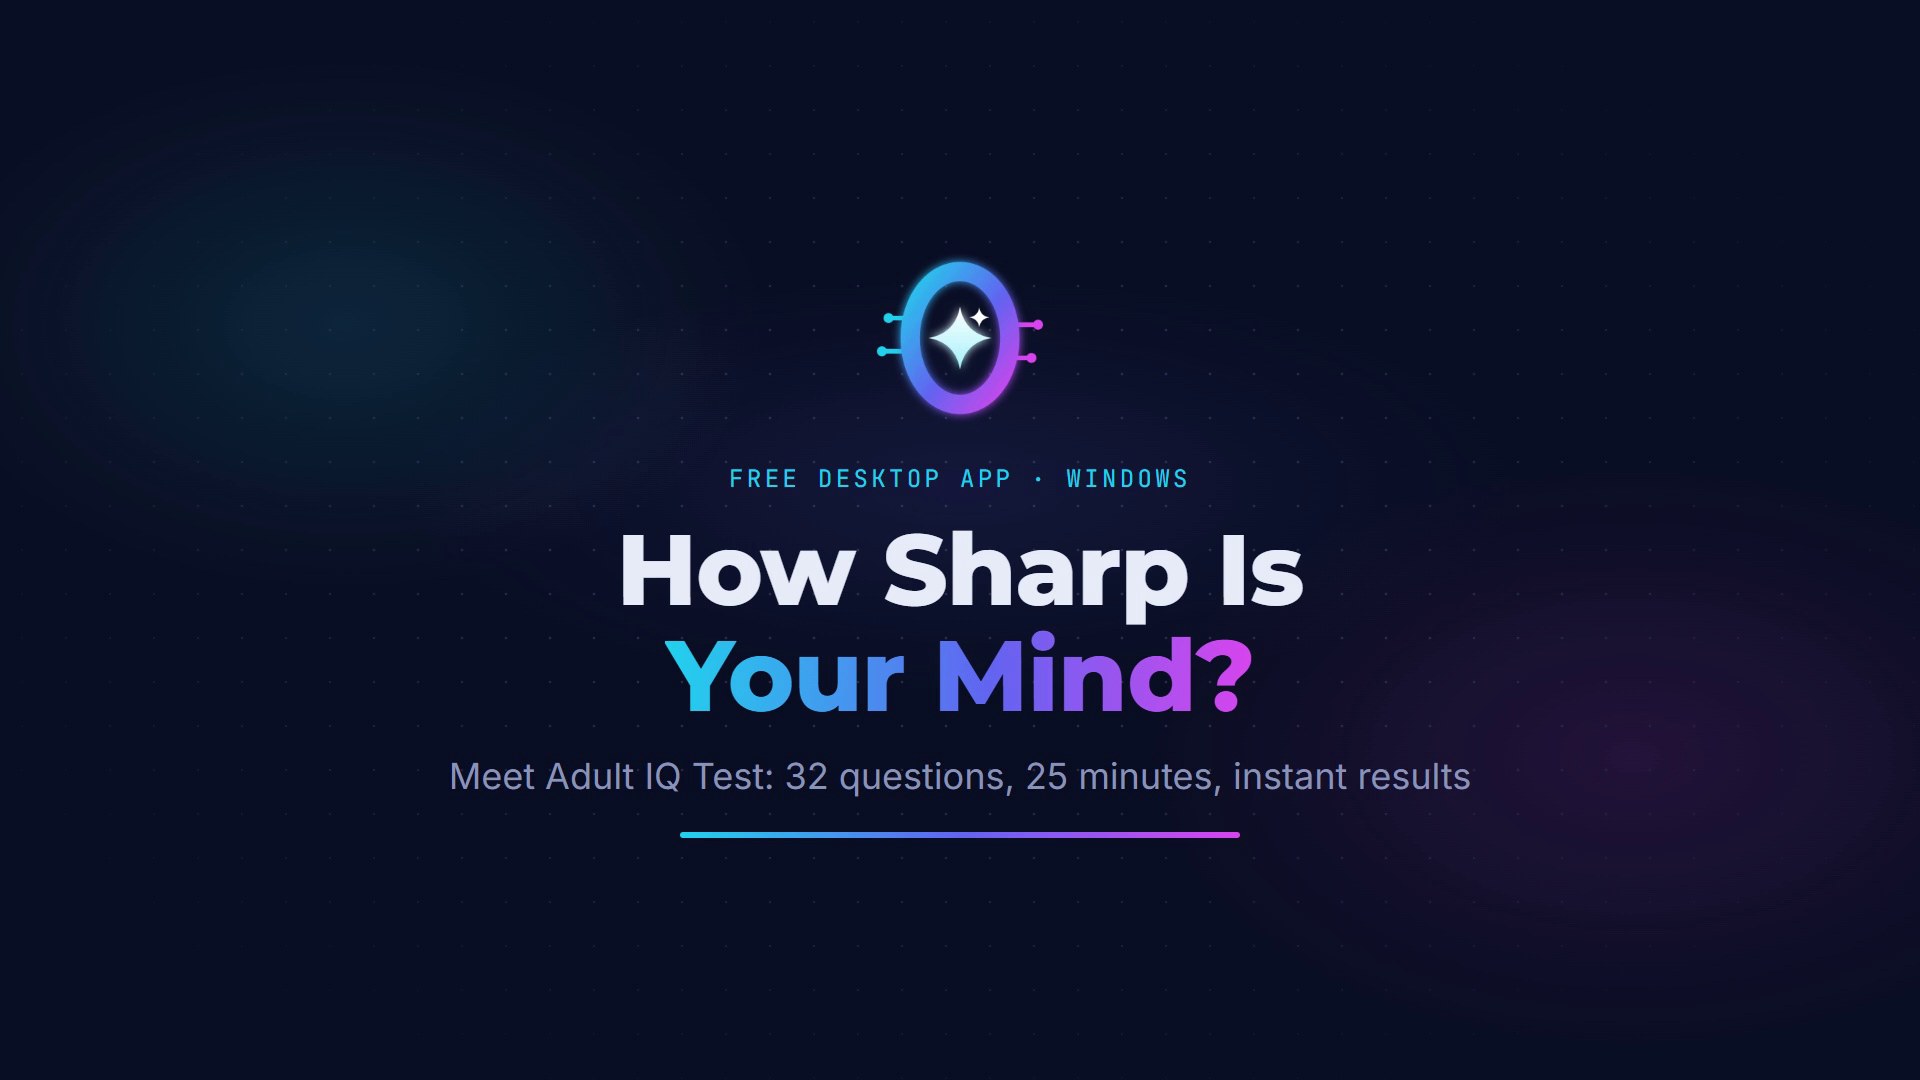 FREE DESKTOP APP · WINDOWS
How Sharp Is
Your Mind?
Meet Adult IQ Test: 32 questions, 25 minutes, instant results